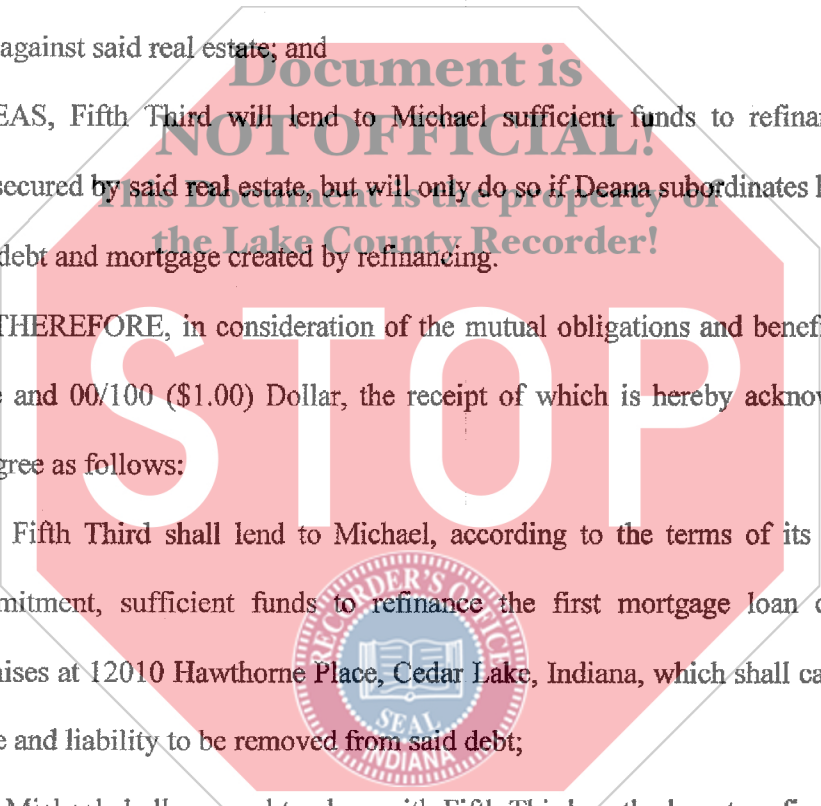 against said real estate; and
Document is
EAS, Fifth Third will lend to Michael sufficient funds to refinan
NOT OFFICIAL!
secured by said real estate, but will only do so if Deana subordinates
This Document is the property of
debt and mortgage created by refinancing.
the Lake County Recorder!
THEREFORE, in consideration of the mutual obligations and benefi
STOP
and 00/100 ($1.00) Dollar, the receipt of which is hereby acknow
gree as follows:
Fifth Third shall lend to Michael, according to the terms of its
mitment, sufficient funds to refinance the first mortgage loan
RECORDER'S OFFICE
ises at 12010 Hawthorne Place, Cedar Lake, Indiana, which shall ca
SEAL
e and liability to be removed from said debt;
INDIANA